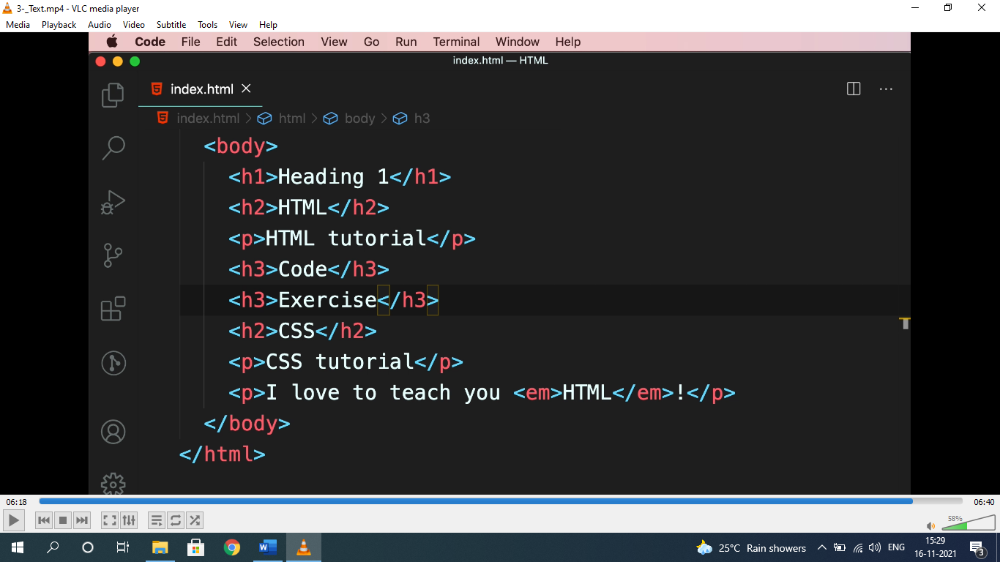 3-_Text.mp4 - VLC media player
Media Playback Audio Video Subtitle Tools View Help
Code File Edit Selection View Go Run Terminal Window Help
index.html — HTML
index.html
index.html > html > body > h3
<body>
<h1>Heading 1</h1>
<h2>HTML</h2>
<p>HTML tutorial</p>
<h3>Code</h3>
<h3>Exercise</h3>
<h2>CSS</h2>
<p>CSS tutorial</p>
<p>I love to teach you <em>HTML</em>!</p>
</body>
</html>
06:18 06:40
58%
25°C Rain showers ENG 15:29
16-11-2021 3